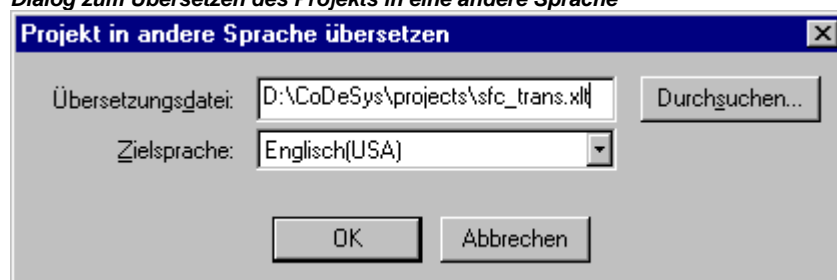 Dialog zum Übersetzen des Projekts in eine andere Sprache
Projekt in andere Sprache übersetzen
Übersetzungsdatei: D:\CoDeSys\projects\sfc_trans.xlt Durchsuchen...
Zielsprache: Englisch(USA)
OK Abbrechen